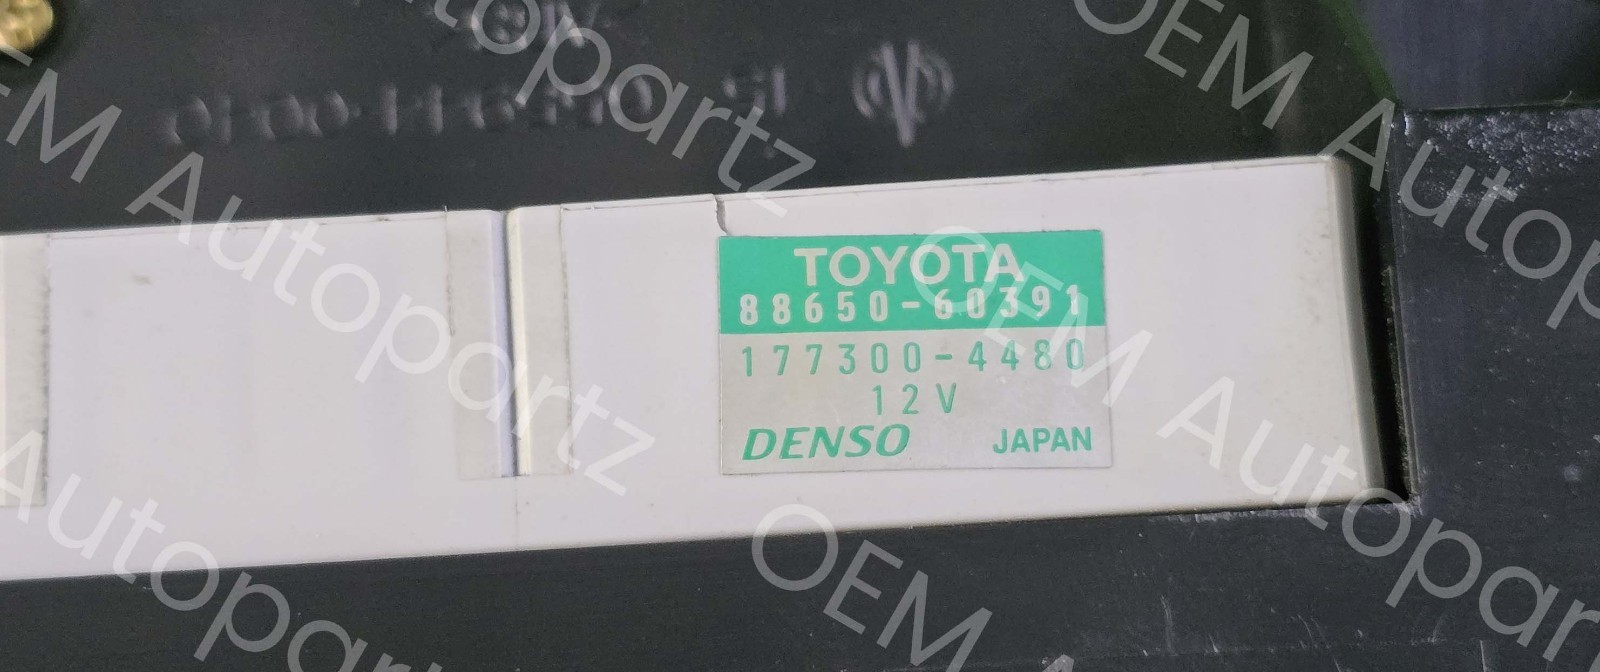 TOYOTA
88650-60391
177300-4480
12V
DENSO JAPAN
OEM Autopartz
OEM Autopartz
OEM Autopartz
OEM Autopartz